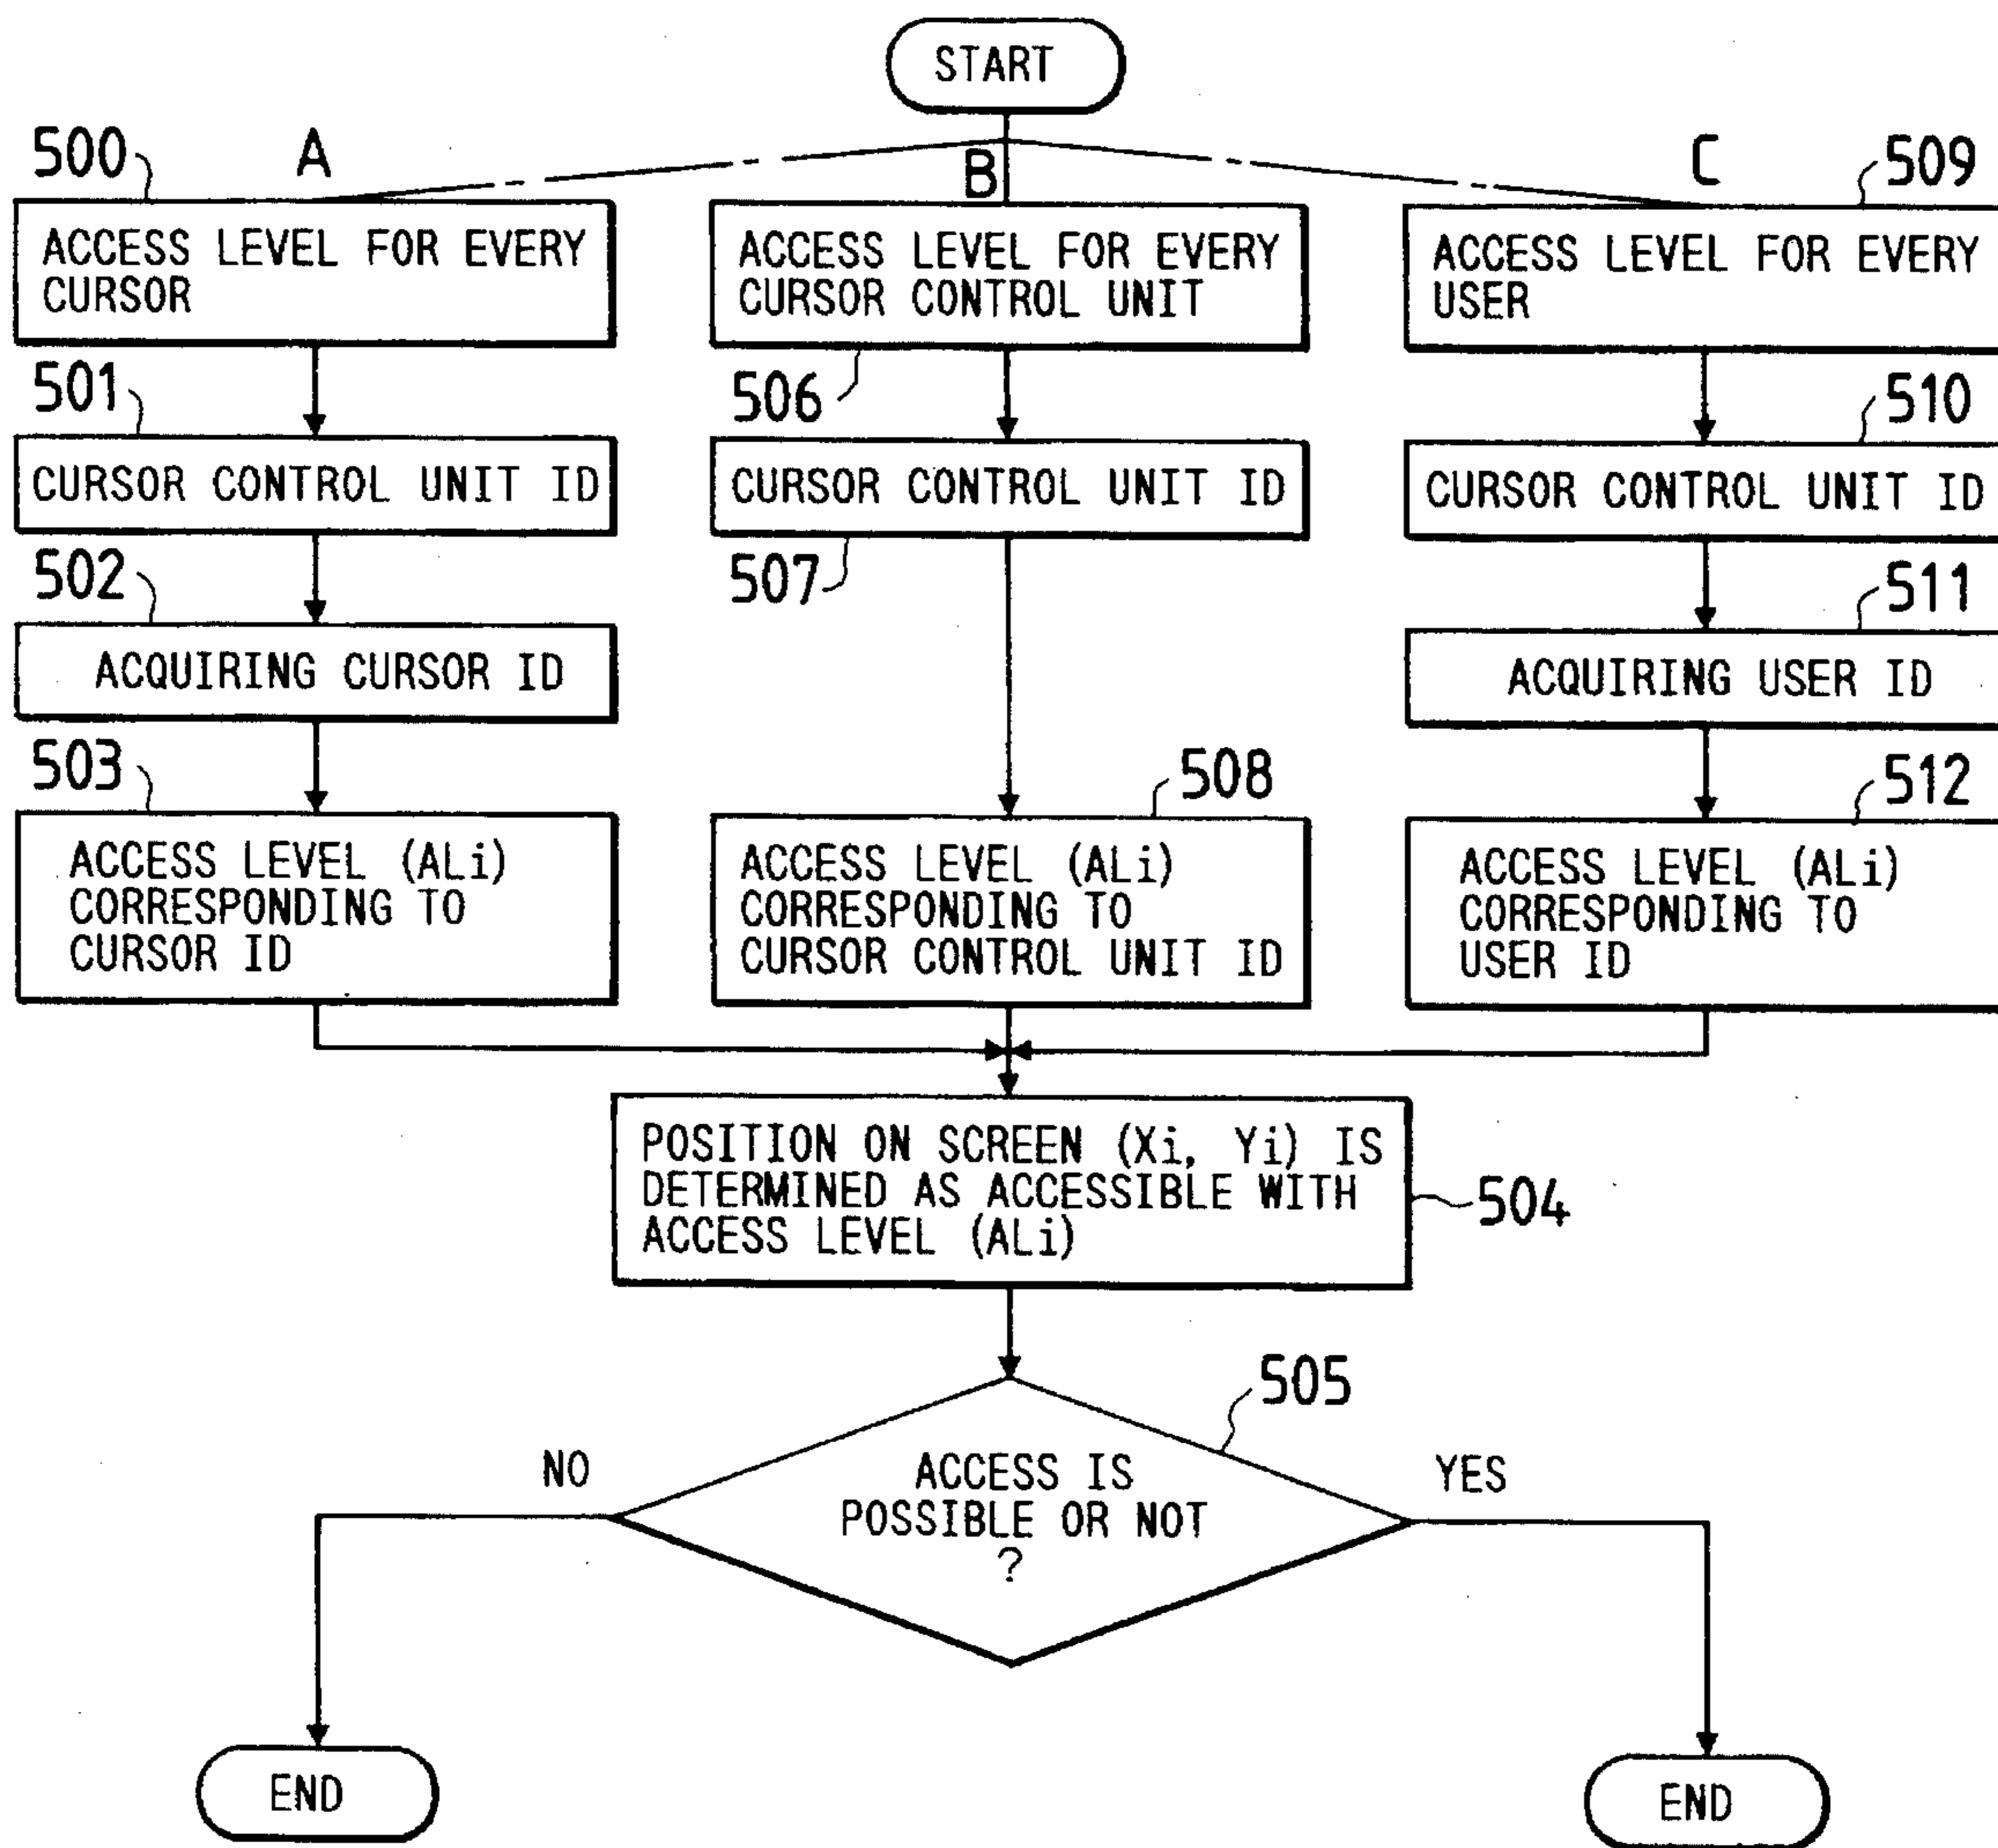 START
500
A
B
C
509
ACCESS LEVEL FOR EVERY
CURSOR
ACCESS LEVEL FOR EVERY
CURSOR CONTROL UNIT
ACCESS LEVEL FOR EVERY
USER
501
506
510
CURSOR CONTROL UNIT ID
CURSOR CONTROL UNIT ID
CURSOR CONTROL UNIT ID
502
507
511
ACQUIRING CURSOR ID
ACQUIRING USER ID
503
508
512
ACCESS LEVEL (ALi)
CORRESPONDING TO
CURSOR ID
ACCESS LEVEL (ALi)
CORRESPONDING TO
CURSOR CONTROL UNIT ID
ACCESS LEVEL (ALi)
CORRESPONDING TO
USER ID
POSITION ON SCREEN (Xi, Yi) IS
DETERMINED AS ACCESSIBLE WITH
ACCESS LEVEL (ALi)
504
505
NO
ACCESS IS
POSSIBLE OR NOT
?
YES
END
END